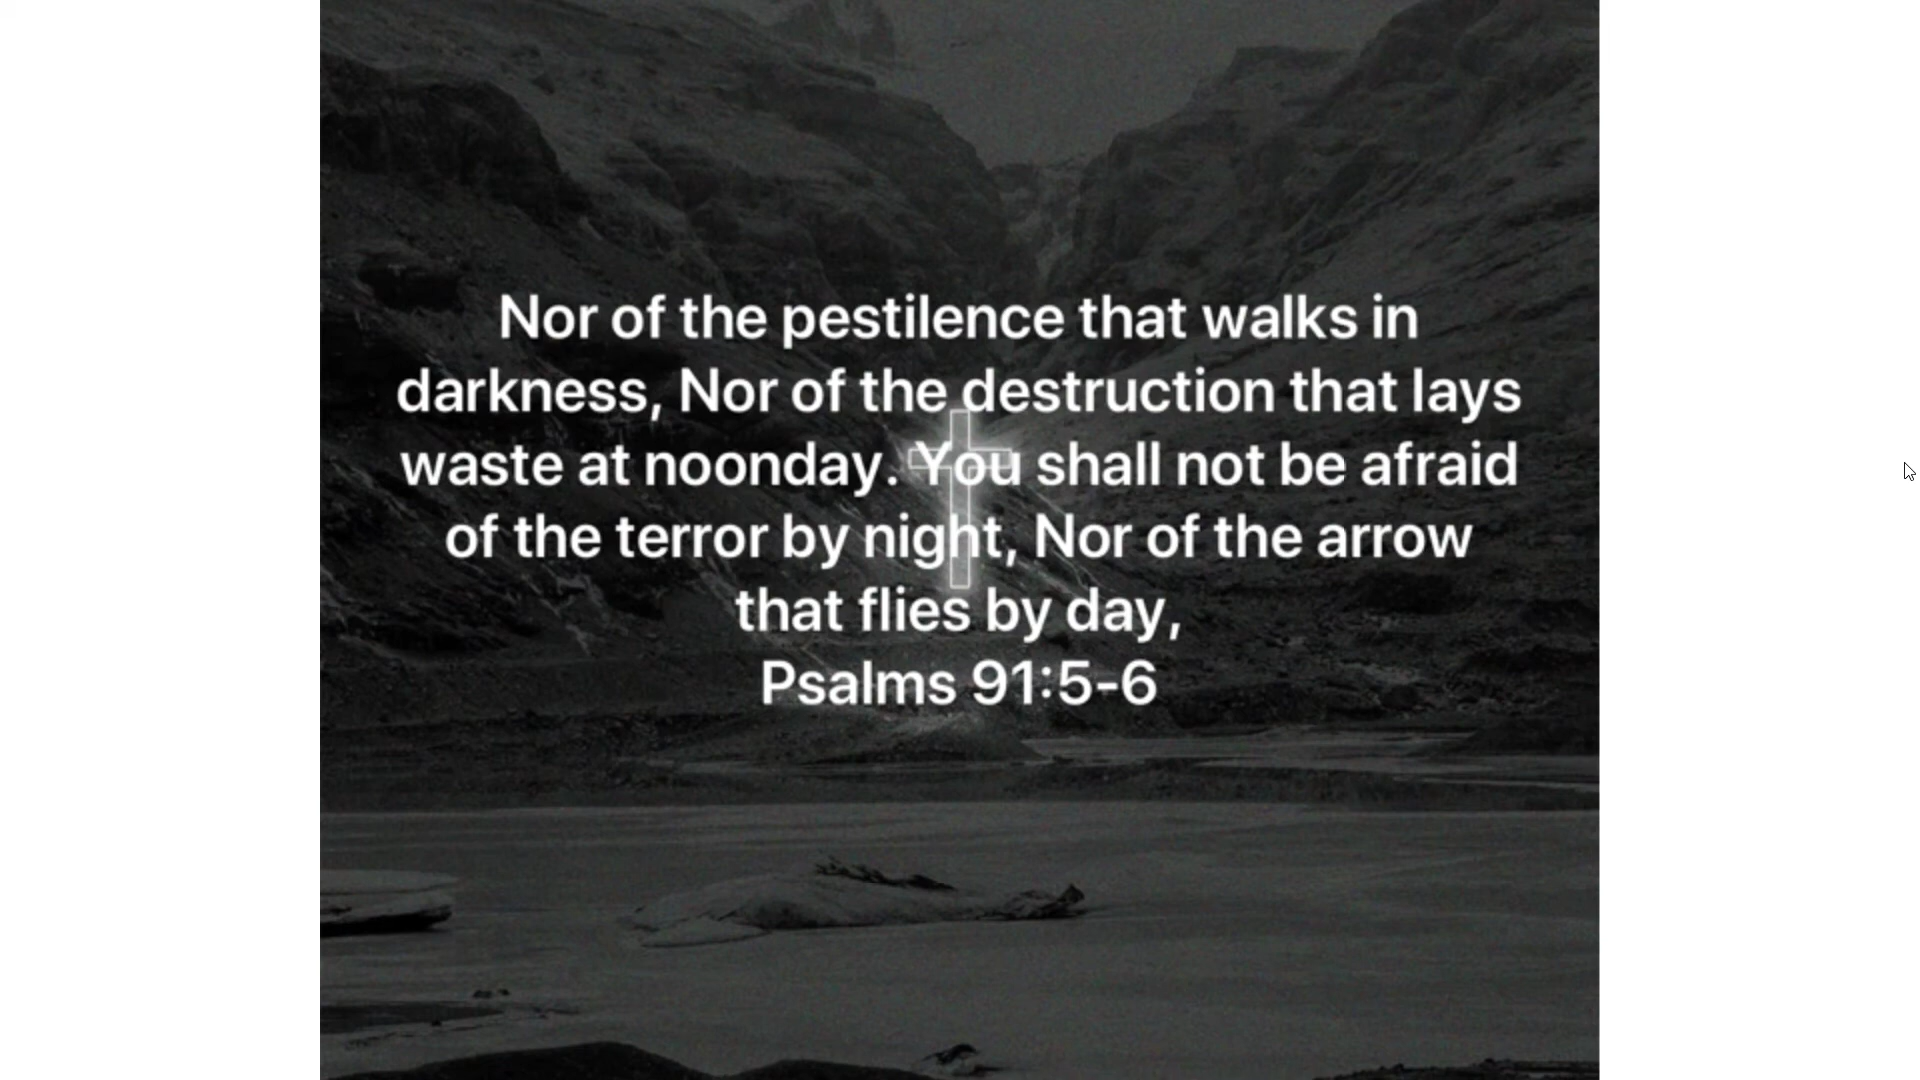 Nor of the pestilence that walks in
darkness, Nor of the destruction that lays
waste at noonday. You shall not be afraid
of the terror by night, Nor of the arrow
that flies by day,
Psalms 91:5-6